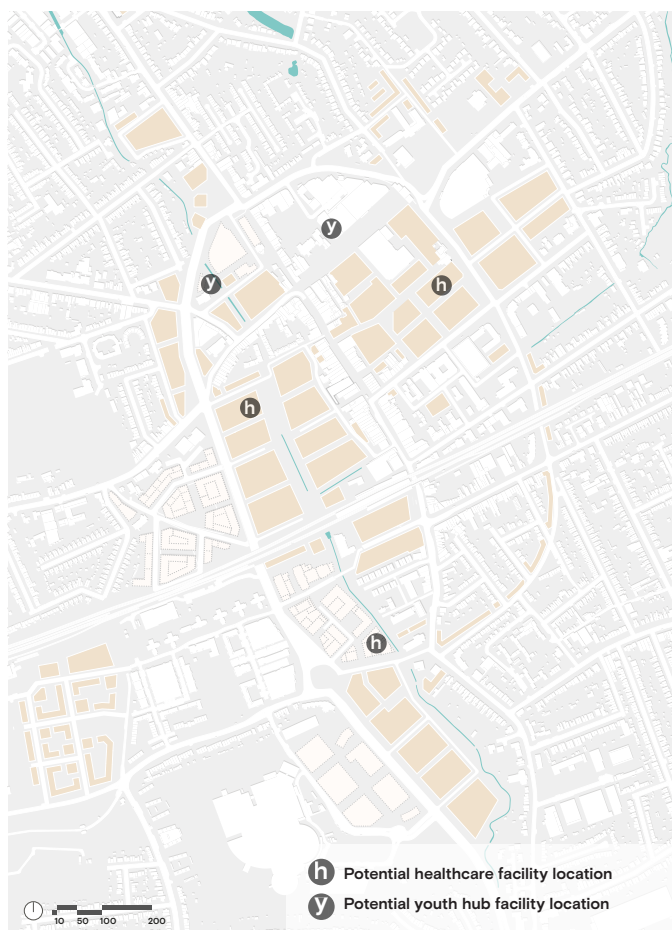 y
y
h
h
h
h Potential healthcare facility location
y Potential youth hub facility location
10 50 100 200